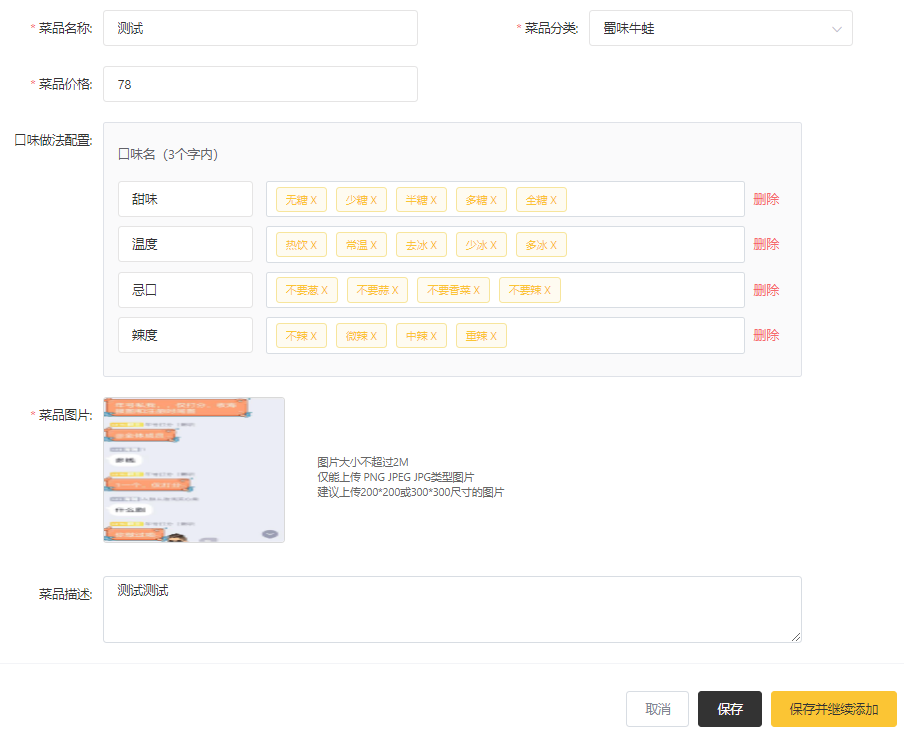 * 菜品名称: 测试 * 菜品分类: 蜀味牛蛙
* 菜品价格: 78
口味做法配置:
口味名（3个字内）
甜味 无糖 X 少糖 X 半糖 X 多糖 X 全糖 X 删除
温度 热饮 X 常温 X 去冰 X 少冰 X 多冰 X 删除
忌口 不要葱 X 不要蒜 X 不要香菜 X 不要辣 X 删除
辣度 不辣 X 微辣 X 中辣 X 重辣 X 删除
* 菜品图片:
图片大小不超过2M
仅能上传 PNG JPEG JPG类型图片
建议上传200*200或300*300尺寸的图片
菜品描述: 测试测试
取消 保存 保存并继续添加